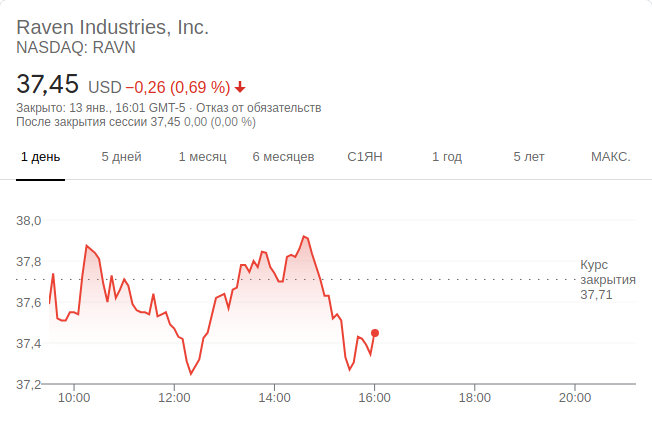 Raven Industries, Inc.
NASDAQ: RAVN
37,45 USD −0,26 (0,69 %)
Закрыто: 13 янв., 16:01 GMT-5 · Отказ от обязательств
После закрытия сессии 37,45 0,00 (0,00 %)
1 день 5 дней 1 месяц 6 месяцев С1ЯН 1 год 5 лет МАКС.
38,0
37,8
37,6
37,4
37,2
Курс
закрытия
37,71
10:00 12:00 14:00 16:00 18:00 20:00